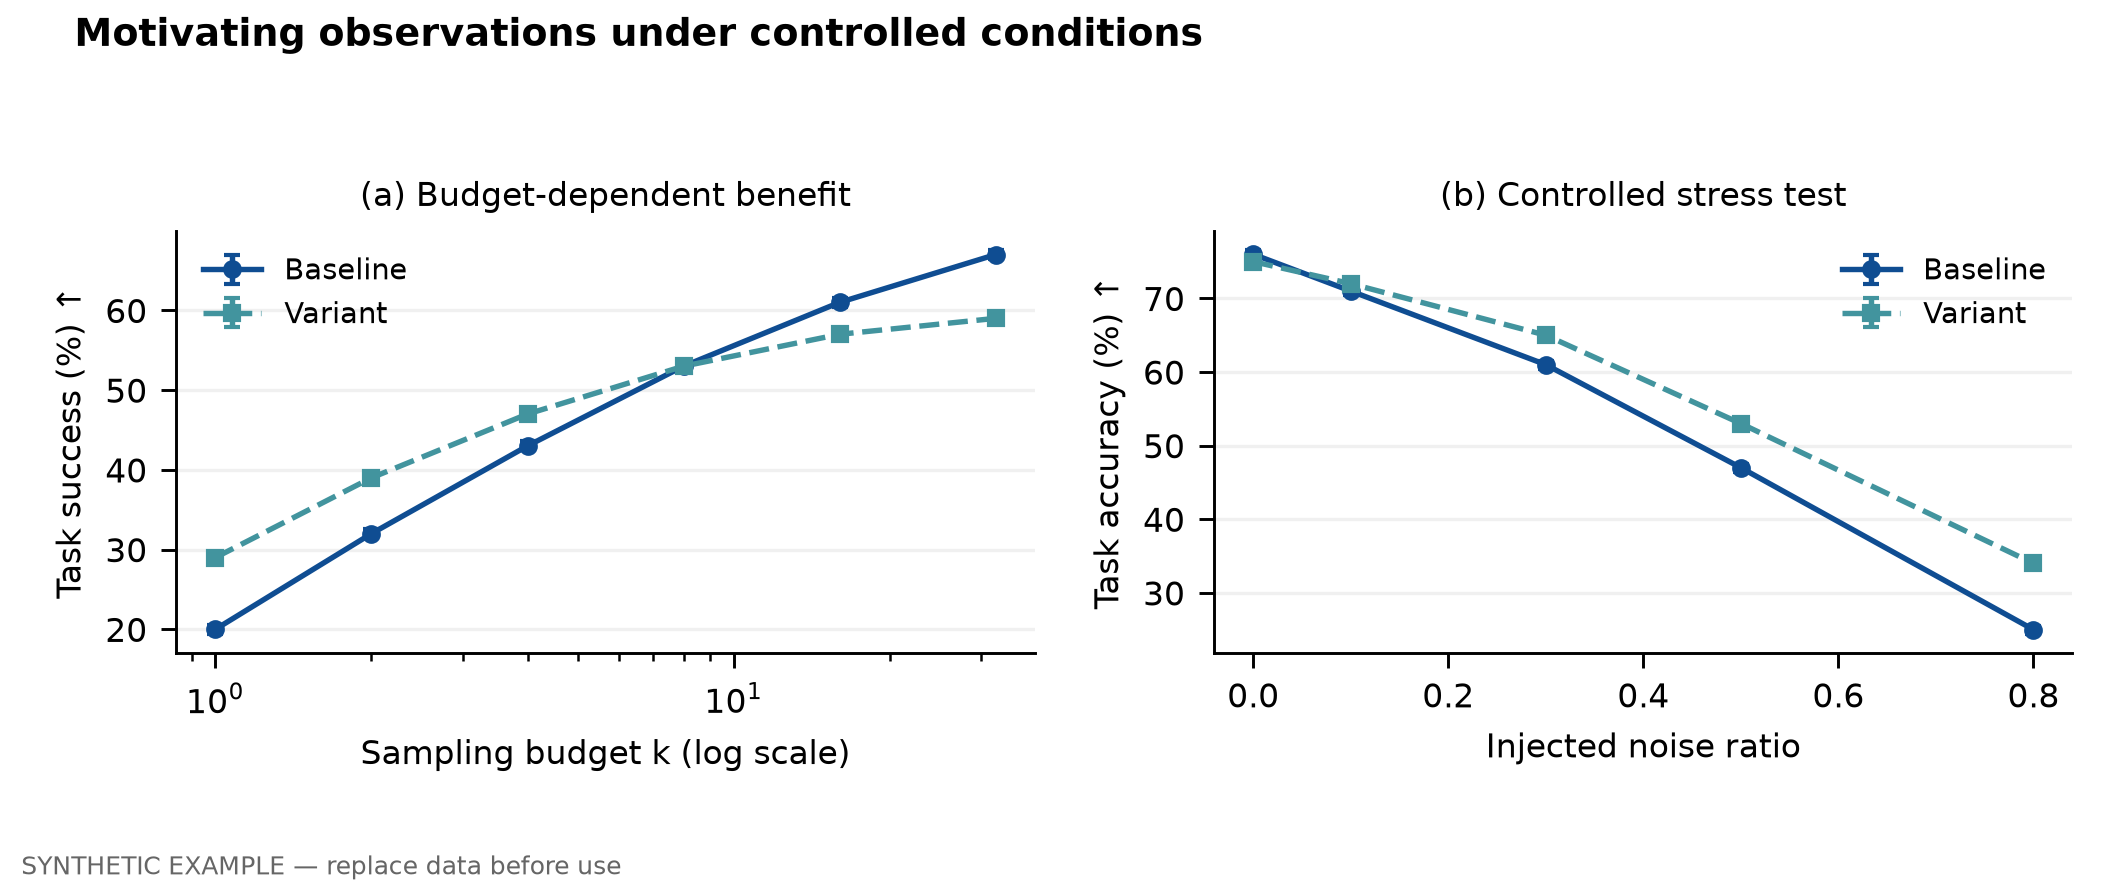 Motivating observations under controlled conditions
(a) Budget-dependent benefit
Baseline
Variant
Task success (%) ↑
60
50
40
30
20
10⁰
10¹
Sampling budget k (log scale)
(b) Controlled stress test
Baseline
Variant
Task accuracy (%) ↑
70
60
50
40
30
0.0
0.2
0.4
0.6
0.8
Injected noise ratio
SYNTHETIC EXAMPLE — replace data before use